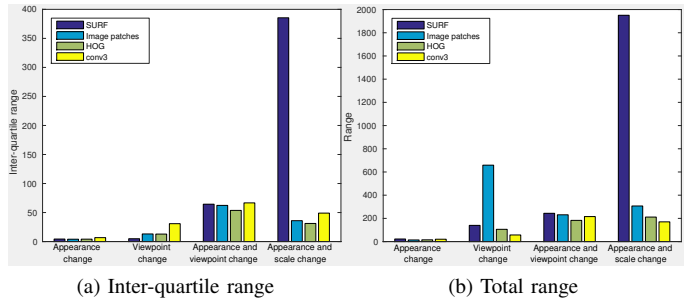 400
350
300
250
200
150
100
50
0
Inter-quartile range
SURF
Image patches
HOG
conv3
Appearance change
Viewpoint change
Appearance and viewpoint change
Appearance and scale change
(a) Inter-quartile range
2000
1800
1600
1400
1200
1000
800
600
400
200
0
Range
SURF
Image patches
HOG
conv3
Appearance change
Viewpoint change
Appearance and viewpoint change
Appearance and scale change
(b) Total range